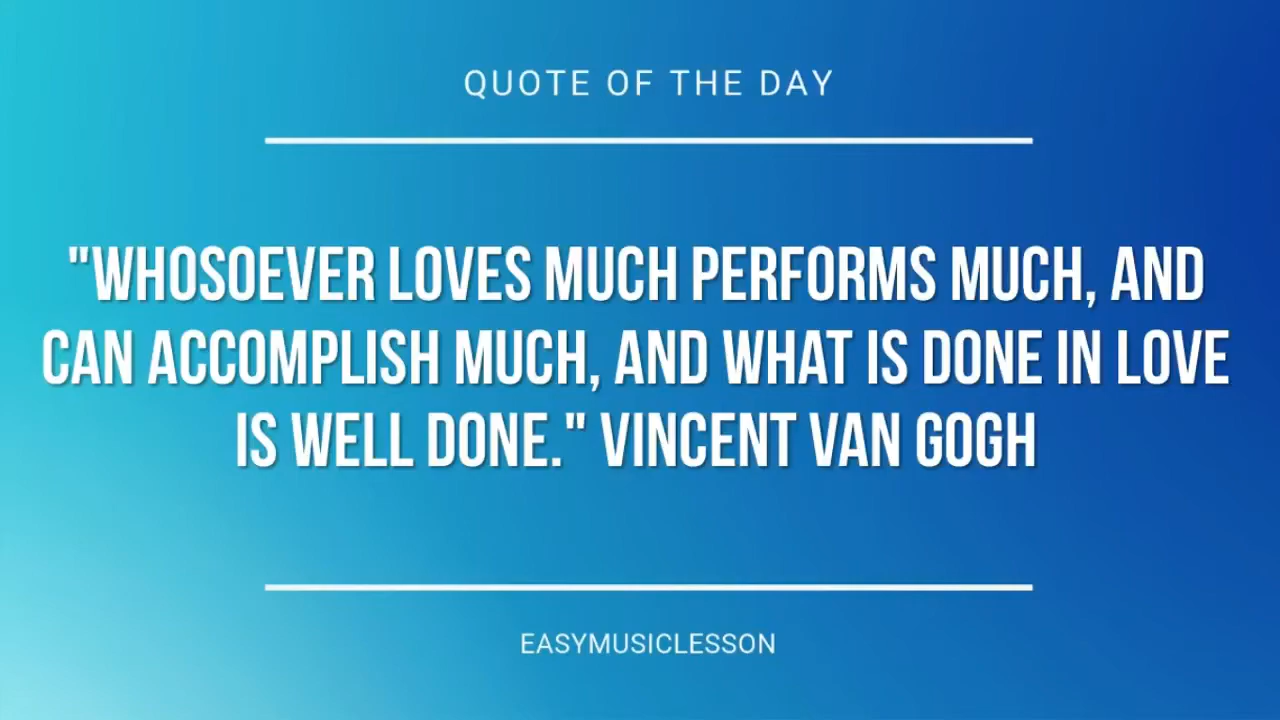 QUOTE OF THE DAY
"WHOSOEVER LOVES MUCH PERFORMS MUCH, AND
CAN ACCOMPLISH MUCH, AND WHAT IS DONE IN LOVE
IS WELL DONE." VINCENT VAN GOGH
EASYMUSICLESSON